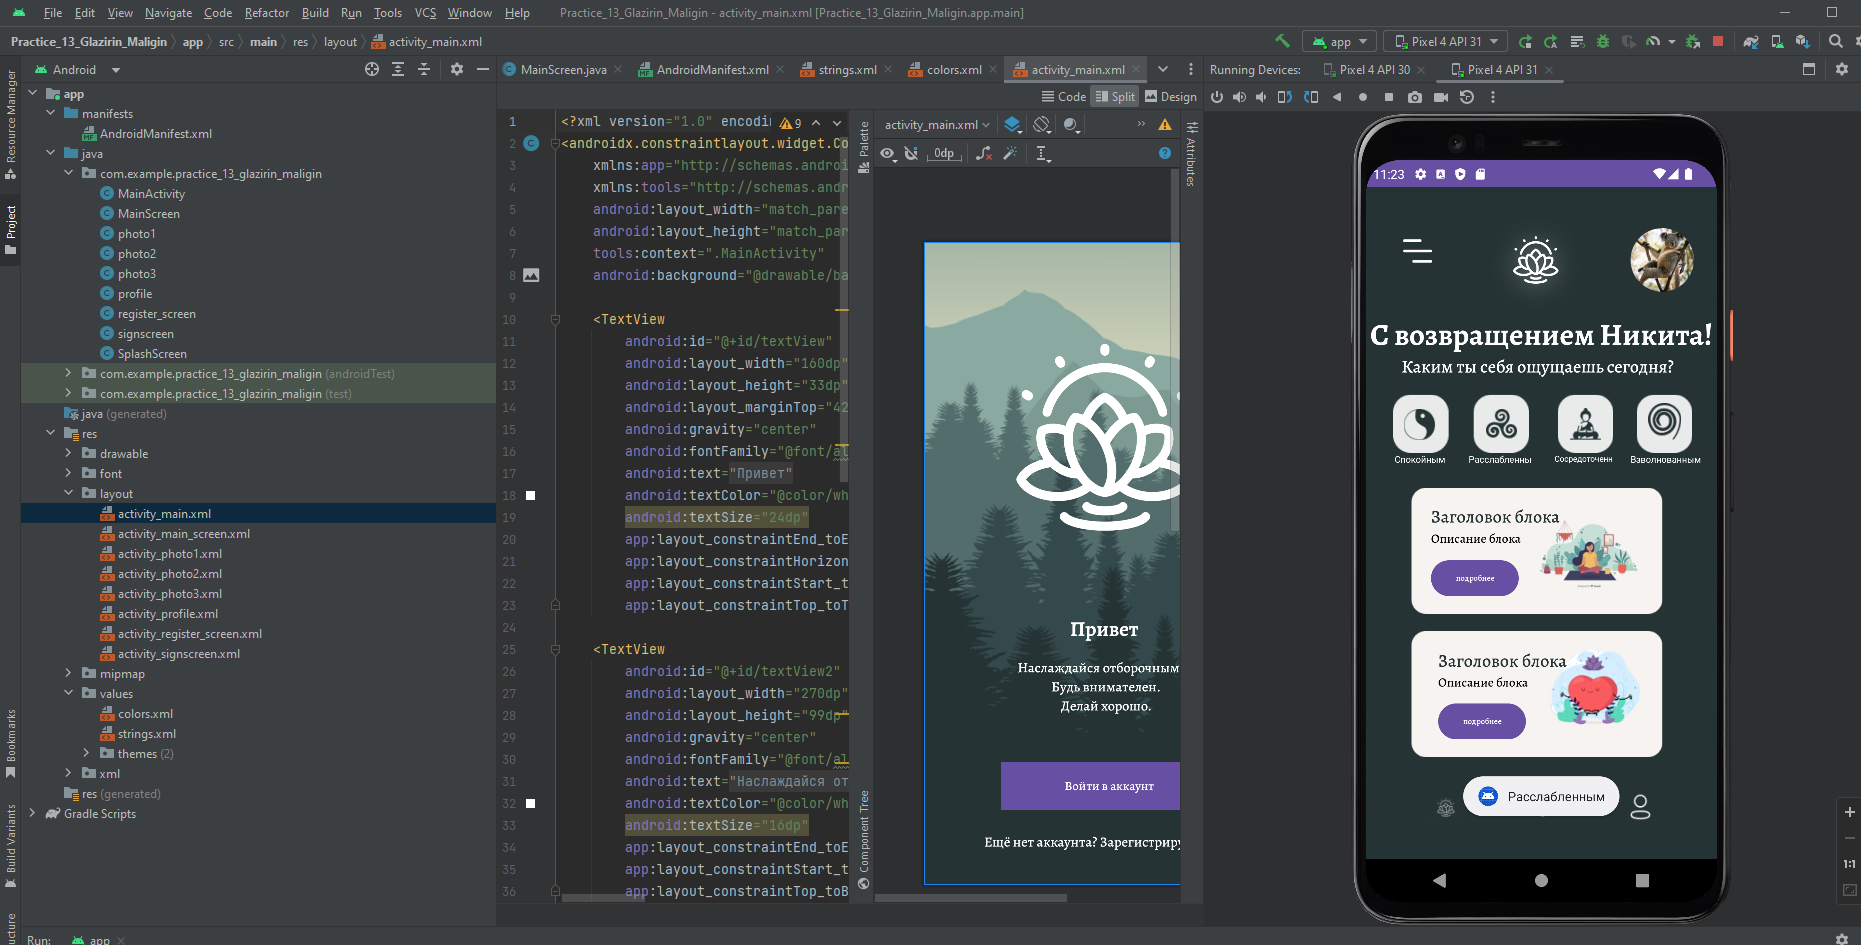 File Edit View Navigate Code Refactor Build Run Tools VCS Window Help Practice_13_Glazirin_Maligin - activity_main.xml [Practice_13_Glazirin_Maligin.app.main]
Practice_13_Glazirin_Maligin app src main res layout activity_main.xml
app Pixel 4 API 31
Android
MainScreen.java AndroidManifest.xml strings.xml colors.xml activity_main.xml
Running Devices: Pixel 4 API 30 Pixel 4 API 31
Code Split Design
Resource Manager
Project
Bookmarks
Build Variants
app
manifests
AndroidManifest.xml
java
com.example.practice_13_glazirin_maligin
MainActivity
MainScreen
photo1
photo2
photo3
profile
register_screen
signscreen
SplashScreen
com.example.practice_13_glazirin_maligin (androidTest)
com.example.practice_13_glazirin_maligin (test)
java (generated)
res
drawable
font
layout
activity_main.xml
activity_main_screen.xml
activity_photo1.xml
activity_photo2.xml
activity_photo3.xml
activity_profile.xml
activity_register_screen.xml
activity_signscreen.xml
mipmap
values
colors.xml
strings.xml
themes (2)
xml
res (generated)
Gradle Scripts
1 <?xml version="1.0" encodi 9
2 <androidx.constraintlayout.widget.Co
3 xmlns:app="http://schemas.androi
4 xmlns:tools="http://schemas.andr
5 android:layout_width="match_pare
6 android:layout_height="match_par
7 tools:context=".MainActivity"
8 android:background="@drawable/ba
9
10 <TextView
11 android:id="@+id/textView"
12 android:layout_width="160dp"
13 android:layout_height="33dp"
14 android:layout_marginTop="42
15 android:gravity="center"
16 android:fontFamily="@font/al
17 android:text="Привет"
18 android:textColor="@color/wh
19 android:textSize="24dp"
20 app:layout_constraintEnd_toE
21 app:layout_constraintHorizon
22 app:layout_constraintStart_t
23 app:layout_constraintTop_toT
24
25 <TextView
26 android:id="@+id/textView2"
27 android:layout_width="270dp"
28 android:layout_height="99dp"
29 android:gravity="center"
30 android:fontFamily="@font/al
31 android:text="Наслаждайся от
32 android:textColor="@color/wh
33 android:textSize="16dp"
34 app:layout_constraintEnd_toE
35 app:layout_constraintStart_t
36 app:layout_constraintTop_toB
Palette
Component Tree
activity_main.xml
0dp
Attributes
Привет
Наслаждайся отборочным
Будь внимателен.
Делай хорошо.
Войти в аккаунт
Ещё нет аккаунта? Зарегистриру
11:23
С возвращением Никита!
Каким ты себя ощущаешь сегодня?
Спокойным Расслабленны Сосредоточенн Взволнованным
Заголовок блока
Описание блока
подробнее
Заголовок блока
Описание блока
подробнее
Расслабленным
1:1
Run: app